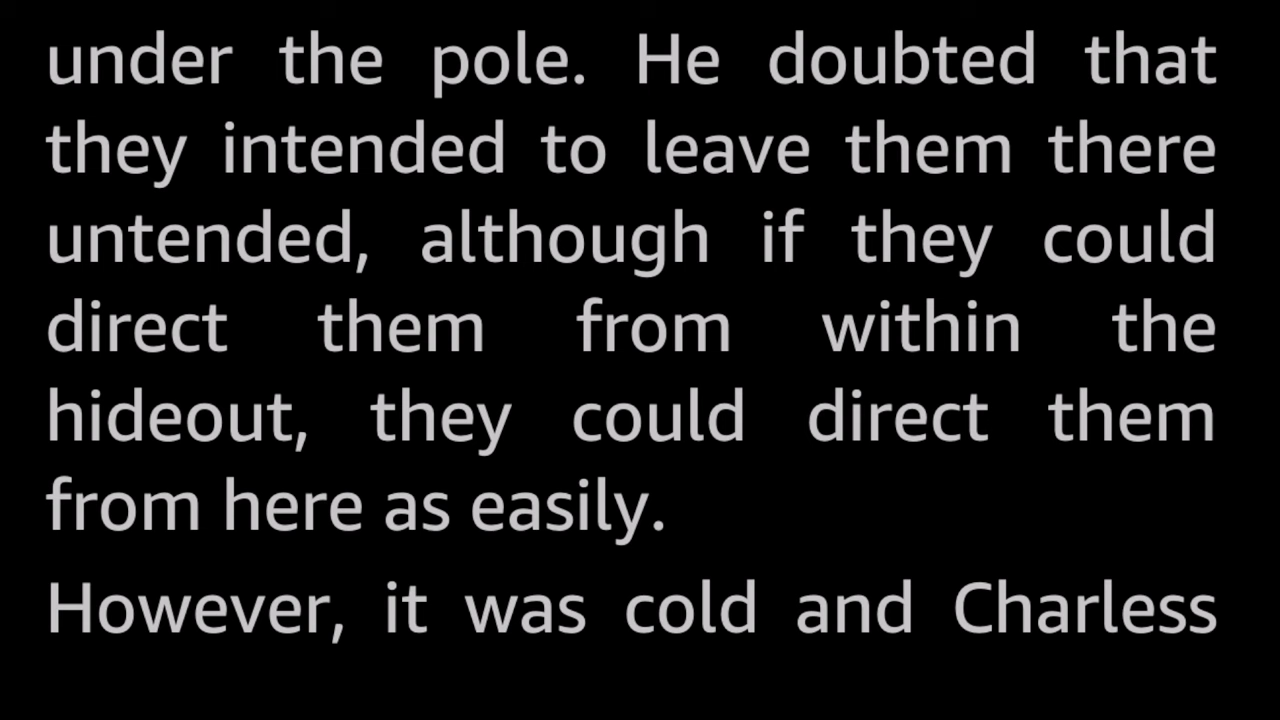 under the pole. He doubted that
they intended to leave them there
untended, although if they could
direct them from within the
hideout, they could direct them
from here as easily.
However, it was cold and Charless